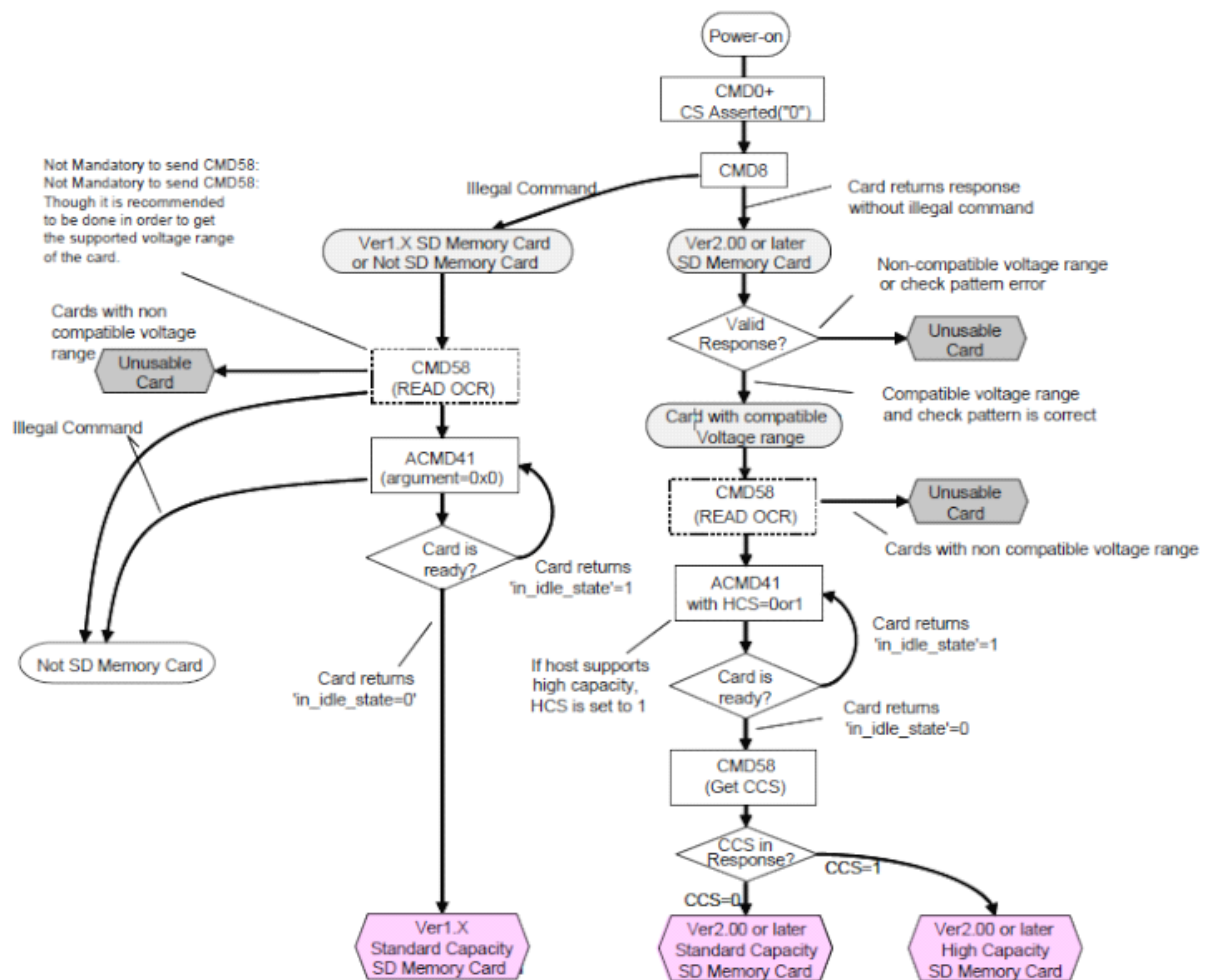 Power-on
CMD0+
CS Asserted("0")
CMD8
Illegal Command
Card returns response
without illegal command
Not Mandatory to send CMD58:
Not Mandatory to send CMD58:
Though it is recommended
to be done in order to get
the supported voltage range
of the card.
Ver1.X SD Memory Card
or Not SD Memory Card
Ver2.00 or later
SD Memory Card
Non-compatible voltage range
or check pattern error
Cards with non
compatible voltage
range
Unusable
Card
CMD58
(READ OCR)
Valid
Response?
Unusable
Card
Compatible voltage range
and check pattern is correct
Card with compatible
Voltage range
Illegal Command
ACMD41
(argument=0x0)
CMD58
(READ OCR)
Unusable
Card
Cards with non compatible voltage range
Card is
ready?
Card returns
'in_idle_state'=1
ACMD41
with HCS=0or1
Card returns
'in_idle_state'=1
Not SD Memory Card
Card returns
'in_idle_state=0'
If host supports
high capacity,
HCS is set to 1
Card is
ready?
Card returns
'in_idle_state'=0
CMD58
(Get CCS)
CCS in
Response?
CCS=1
CCS=0
Ver1.X
Standard Capacity
SD Memory Card
Ver2.00 or later
Standard Capacity
SD Memory Card
Ver2.00 or later
High Capacity
SD Memory Card